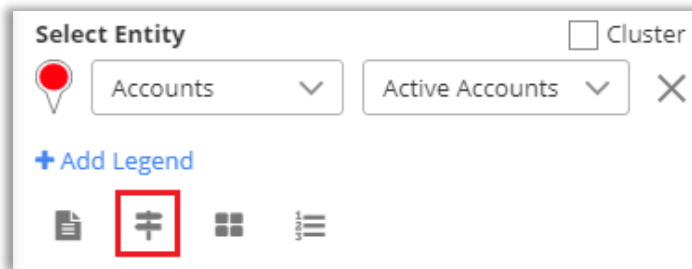 Select Entity Cluster
Accounts Active Accounts
+ Add Legend